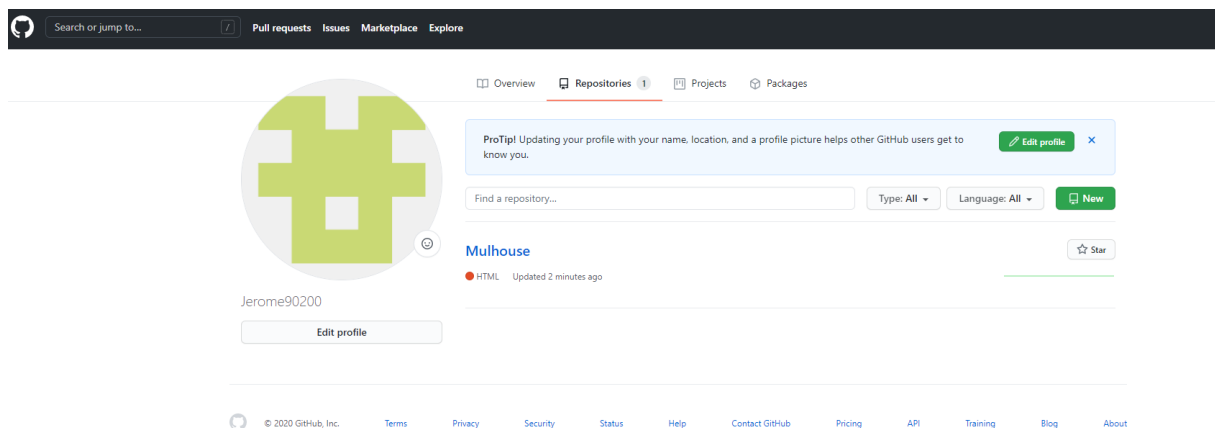 Search or jump to... / Pull requests Issues Marketplace Explore
Overview Repositories 1 Projects Packages
ProTip! Updating your profile with your name, location, and a profile picture helps other GitHub users get to
know you.
Edit profile
Find a repository... Type: All Language: All New
Mulhouse Star
HTML Updated 2 minutes ago
Jerome90200
Edit profile
© 2020 GitHub, Inc. Terms Privacy Security Status Help Contact GitHub Pricing API Training Blog About